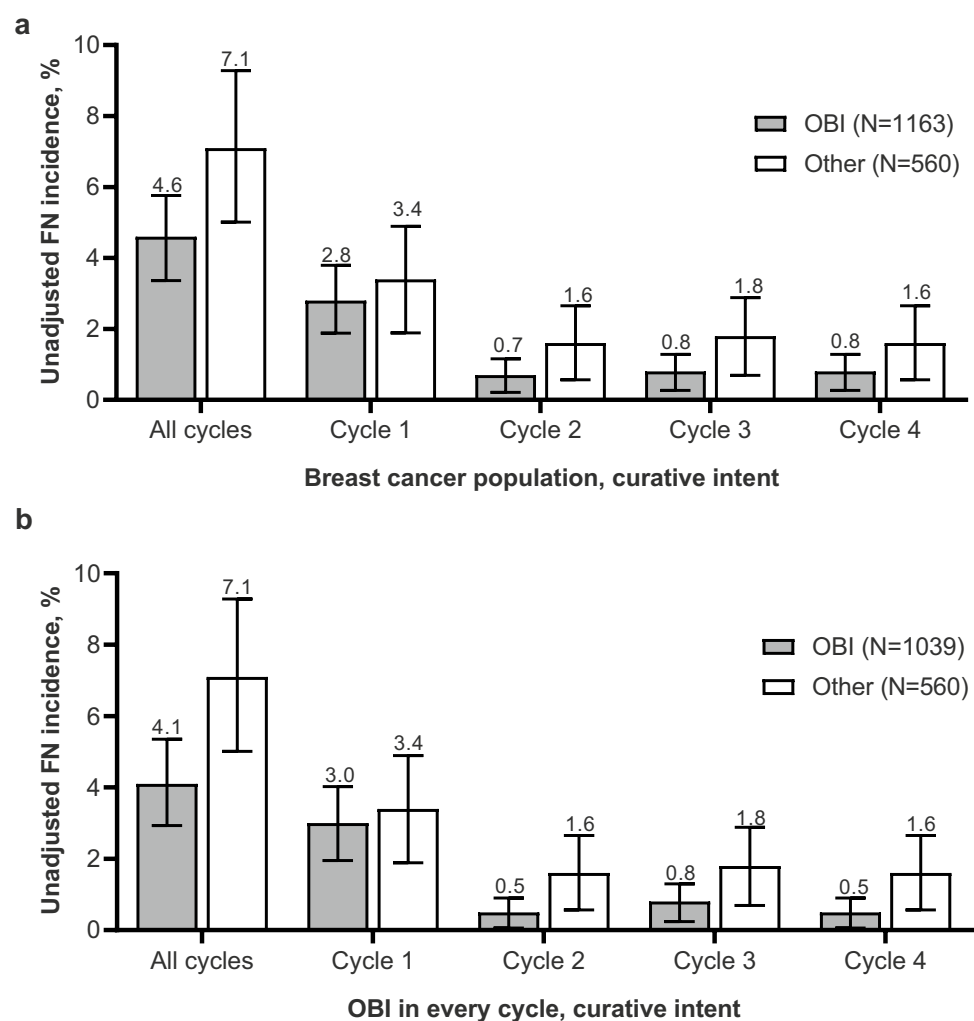 a
Unadjusted FN incidence, %
10
8
6
4
2
0
4.6
7.1
2.8
3.4
0.7
1.6
0.8
1.8
0.8
1.6
OBI (N=1163)
Other (N=560)
All cycles Cycle 1 Cycle 2 Cycle 3 Cycle 4
Breast cancer population, curative intent
b
Unadjusted FN incidence, %
10
8
6
4
2
0
4.1
7.1
3.0
3.4
0.5
1.6
0.8
1.8
0.5
1.6
OBI (N=1039)
Other (N=560)
All cycles Cycle 1 Cycle 2 Cycle 3 Cycle 4
OBI in every cycle, curative intent